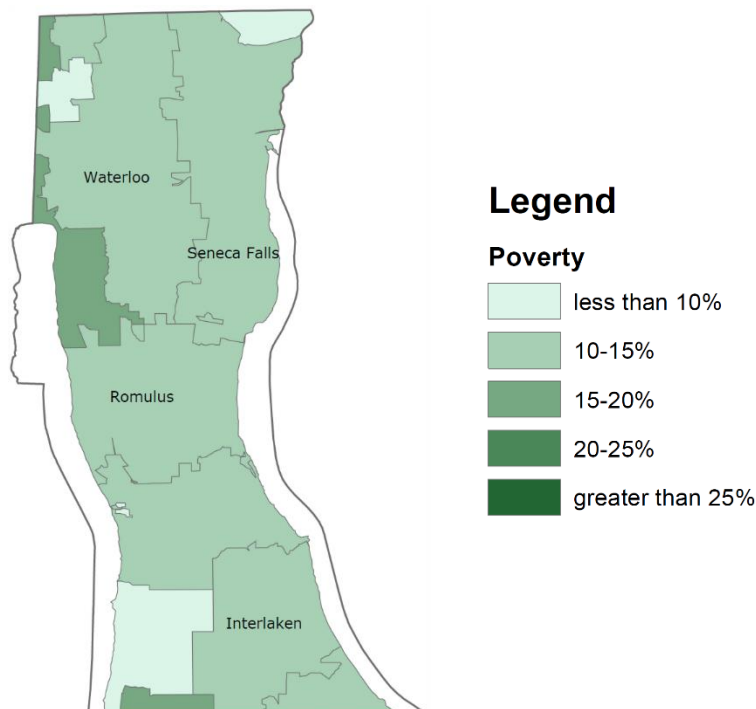 Waterloo
Seneca Falls
Romulus
Interlaken
Legend
Poverty
less than 10%
10-15%
15-20%
20-25%
greater than 25%